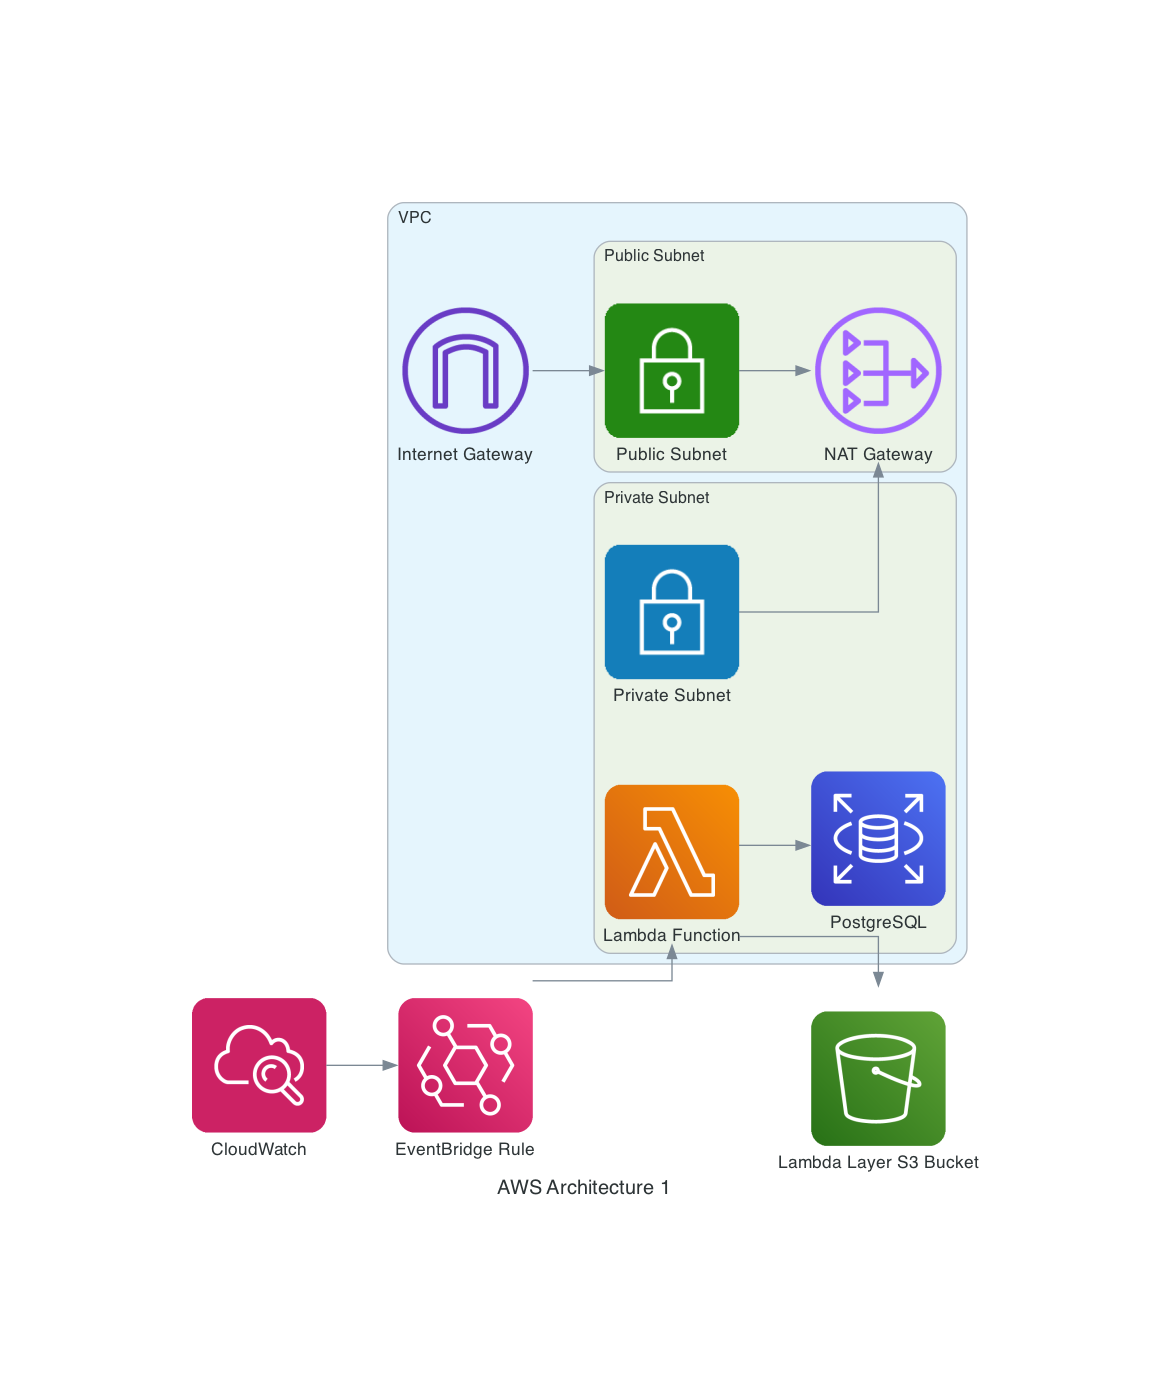 VPC
Public Subnet
Internet Gateway
Public Subnet
NAT Gateway
Private Subnet
Private Subnet
Lambda Function
PostgreSQL
CloudWatch
EventBridge Rule
Lambda Layer S3 Bucket
AWS Architecture 1